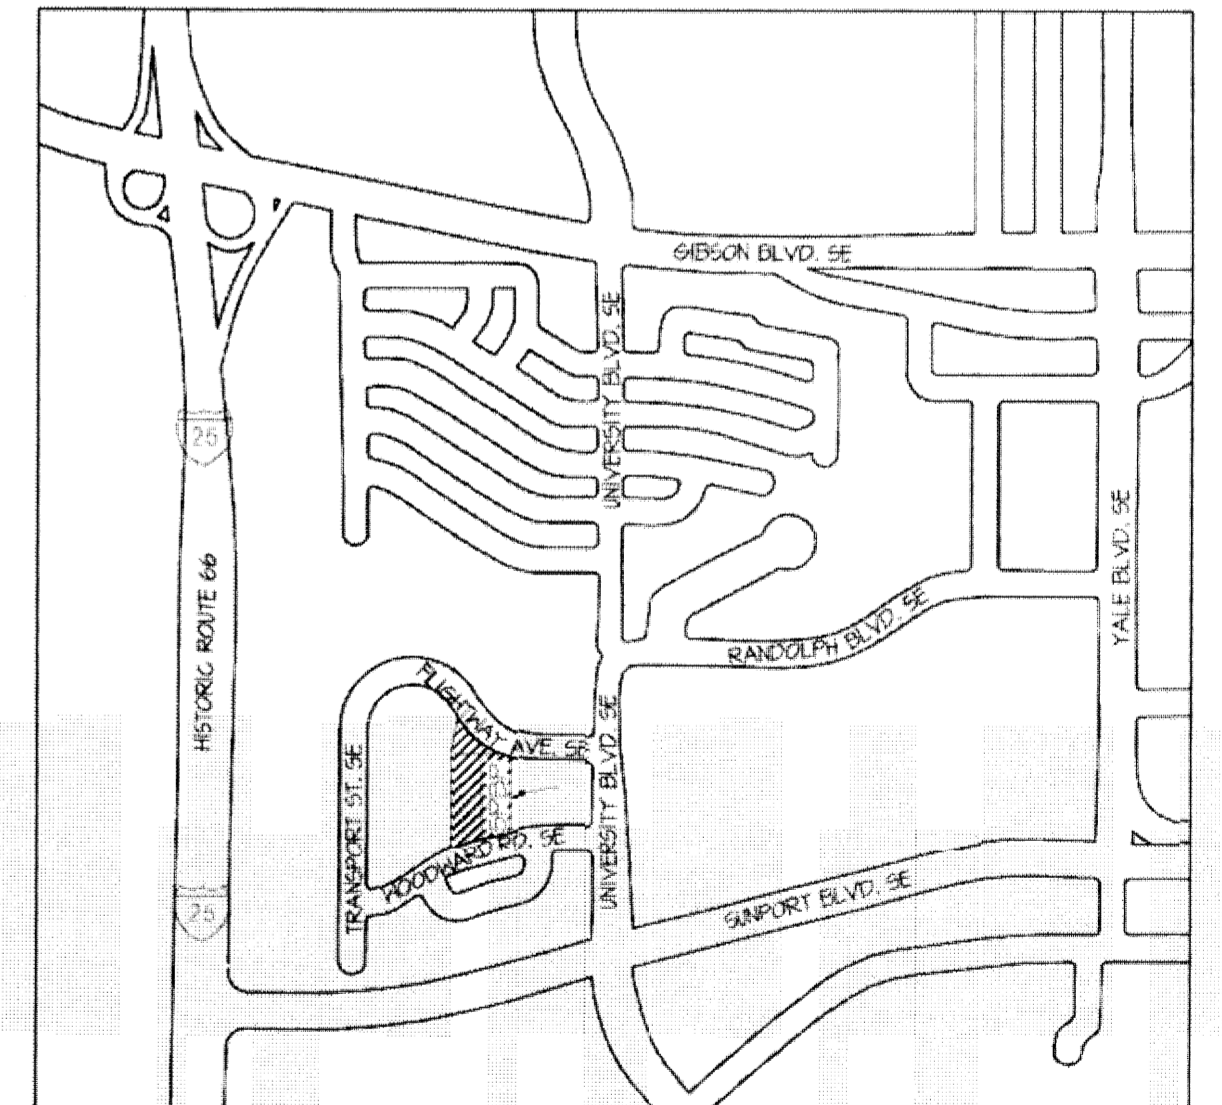 GIBSON BLVD. SE
UNIVERSITY BLVD. SE
25
HISTORIC ROUTE 66
YALE BLVD. SE
RANDOLPH BLVD. SE
FLIGHTWAY AVE. SE
TRANSPORT ST. SE
UNIVERSITY BLVD. SE
WOODWARD RD. SE
SUNPORT BLVD. SE
25